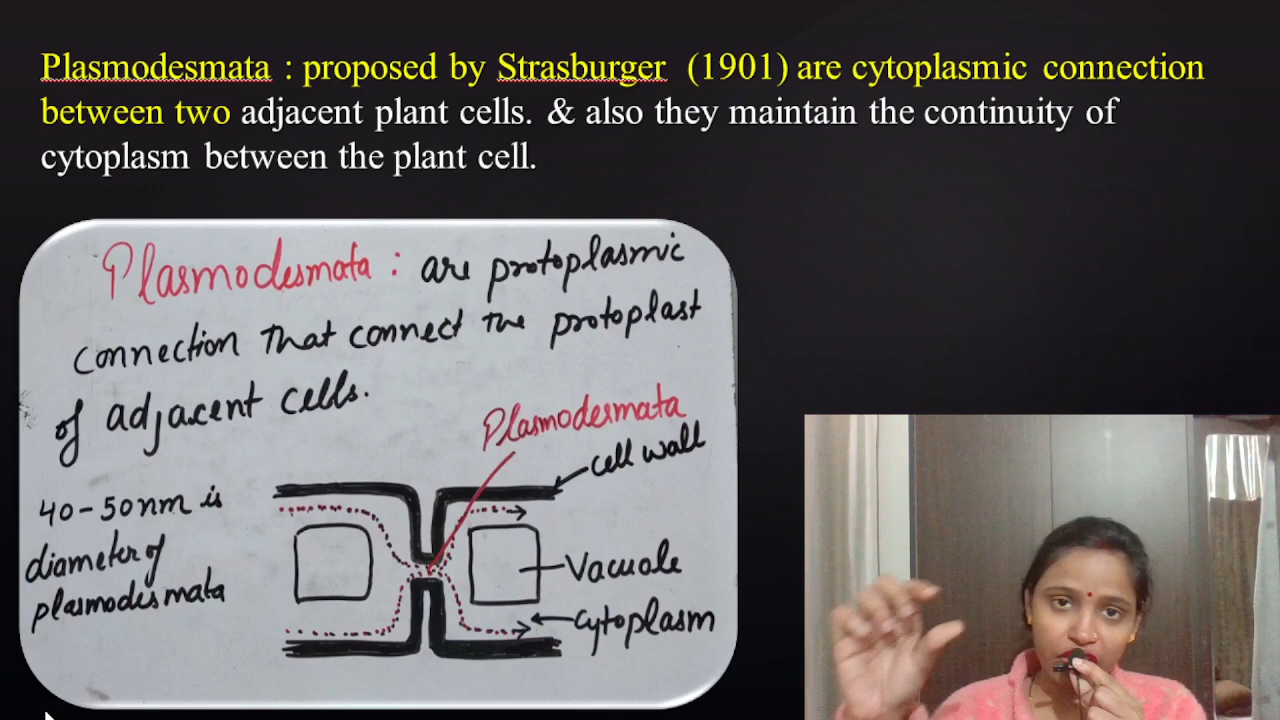 Plasmodesmata : proposed by Strasburger (1901) are cytoplasmic connection
between two adjacent plant cells. & also they maintain the continuity of
cytoplasm between the plant cell.
Plasmodesmata : are protoplasmic
connection that connect the protoplast
of adjacent cells.
Plasmodesmata
cell wall
40-50nm is
diameter of
plasmodesmata
Vacuole
cytoplasm